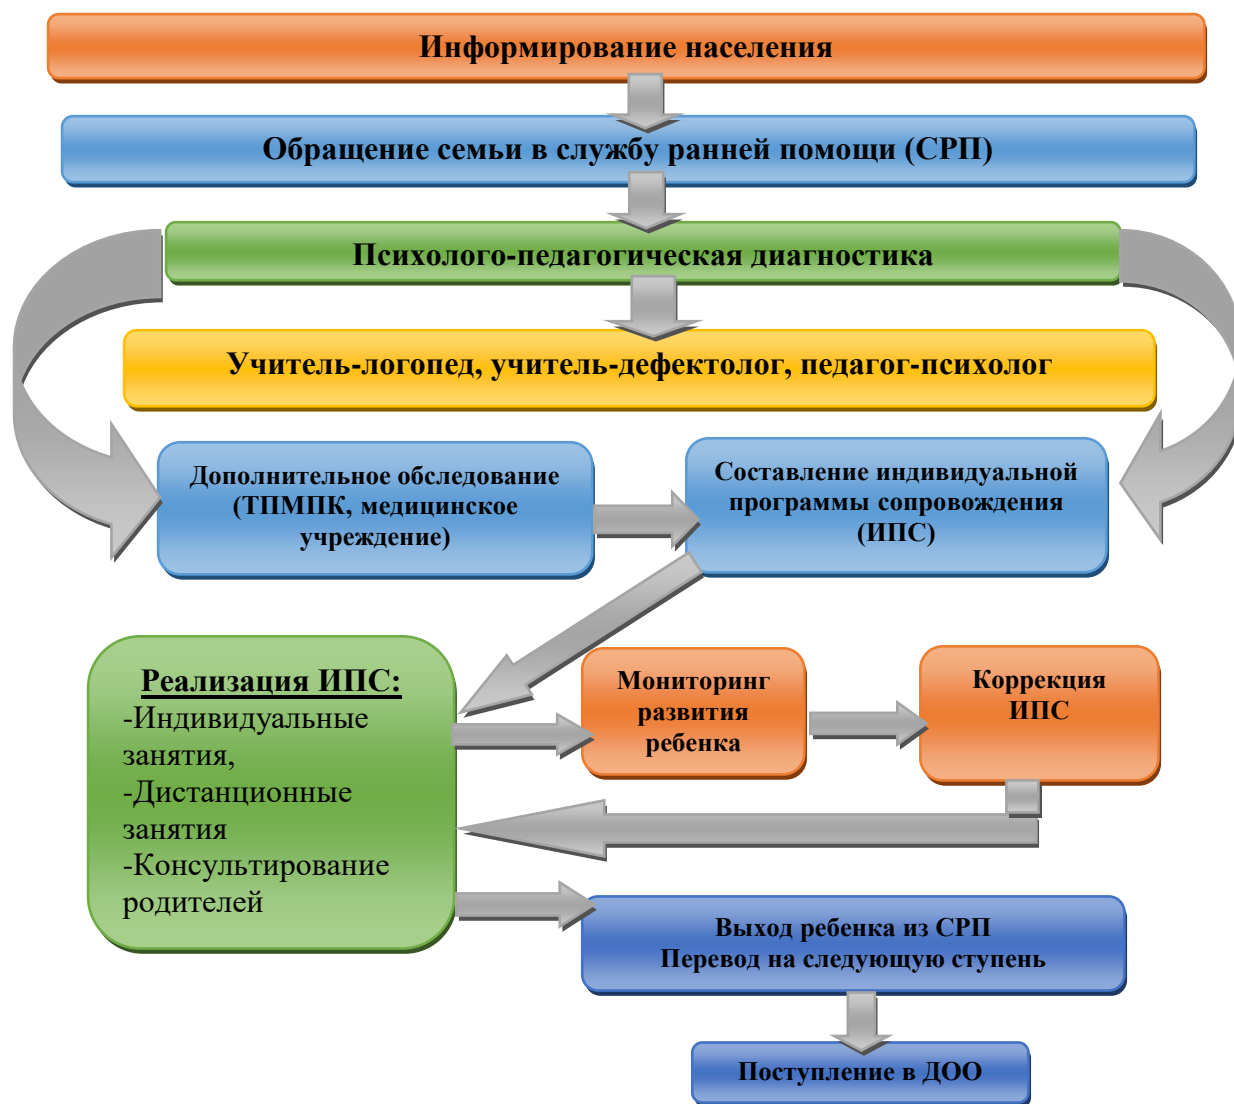 Информирование населения
Обращение семьи в службу ранней помощи (СРП)
Психолого-педагогическая диагностика
Учитель-логопед, учитель-дефектолог, педагог-психолог
Дополнительное обследование
(ТПМПК, медицинское
учреждение)
Составление индивидуальной
программы сопровождения
(ИПС)
Реализация ИПС:
-Индивидуальные
занятия,
-Дистанционные
занятия
-Консультирование
родителей
Мониторинг
развития
ребенка
Коррекция
ИПС
Выход ребенка из СРП
Перевод на следующую ступень
Поступление в ДОО